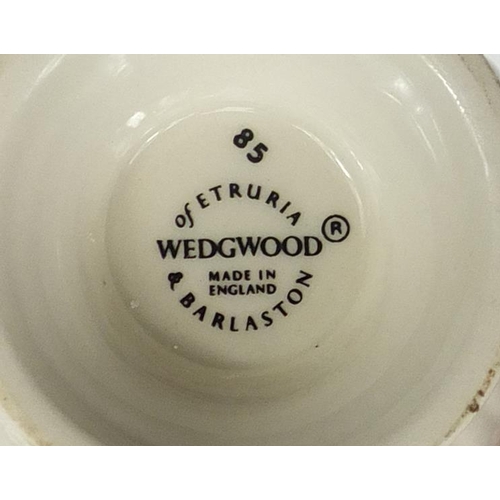 85
of ETRURIA
WEDGWOOD®
MADE IN
ENGLAND
& BARLASTON